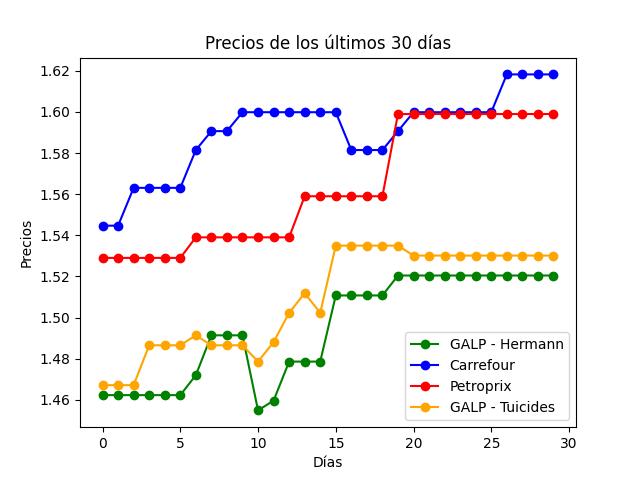 Precios de los últimos 30 días
1.62
1.60
1.58
1.56
1.54
1.52
1.50
1.48
1.46
Precios
GALP - Hermann
Carrefour
Petroprix
GALP - Tuicides
0 5 10 15 20 25 30
Días